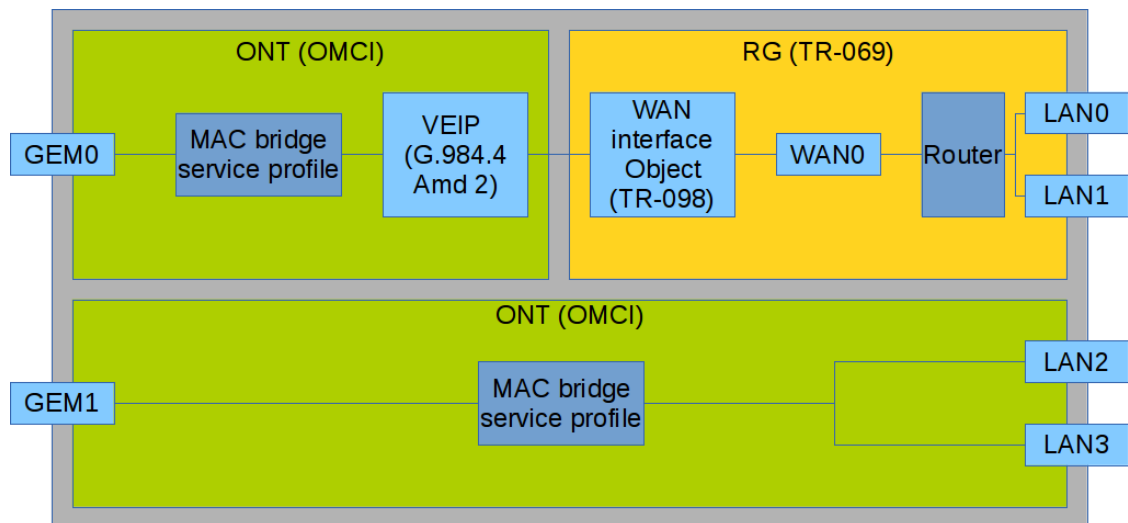 ONT (OMCI)
RG (TR-069)
GEM0
MAC bridge
service profile
VEIP
(G.984.4
Amd 2)
WAN
interface
Object
(TR-098)
WAN0
Router
LAN0
LAN1
ONT (OMCI)
GEM1
MAC bridge
service profile
LAN2
LAN3